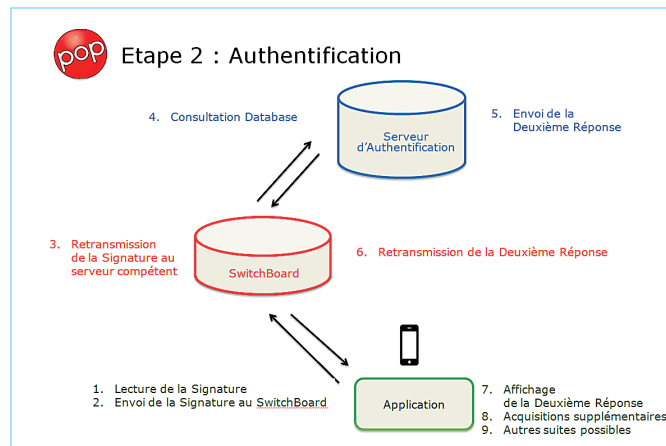 pop
Etape 2 : Authentification
4. Consultation Database
5. Envoi de la
Deuxième Réponse
Serveur
d'Authentification
3. Retransmission
de la Signature au
serveur compétent
6. Retransmission de la Deuxième Réponse
SwitchBoard
1. Lecture de la Signature
2. Envoi de la Signature au SwitchBoard
Application
7. Affichage
de la Deuxième Réponse
8. Acquisitions supplémentaires
9. Autres suites possibles